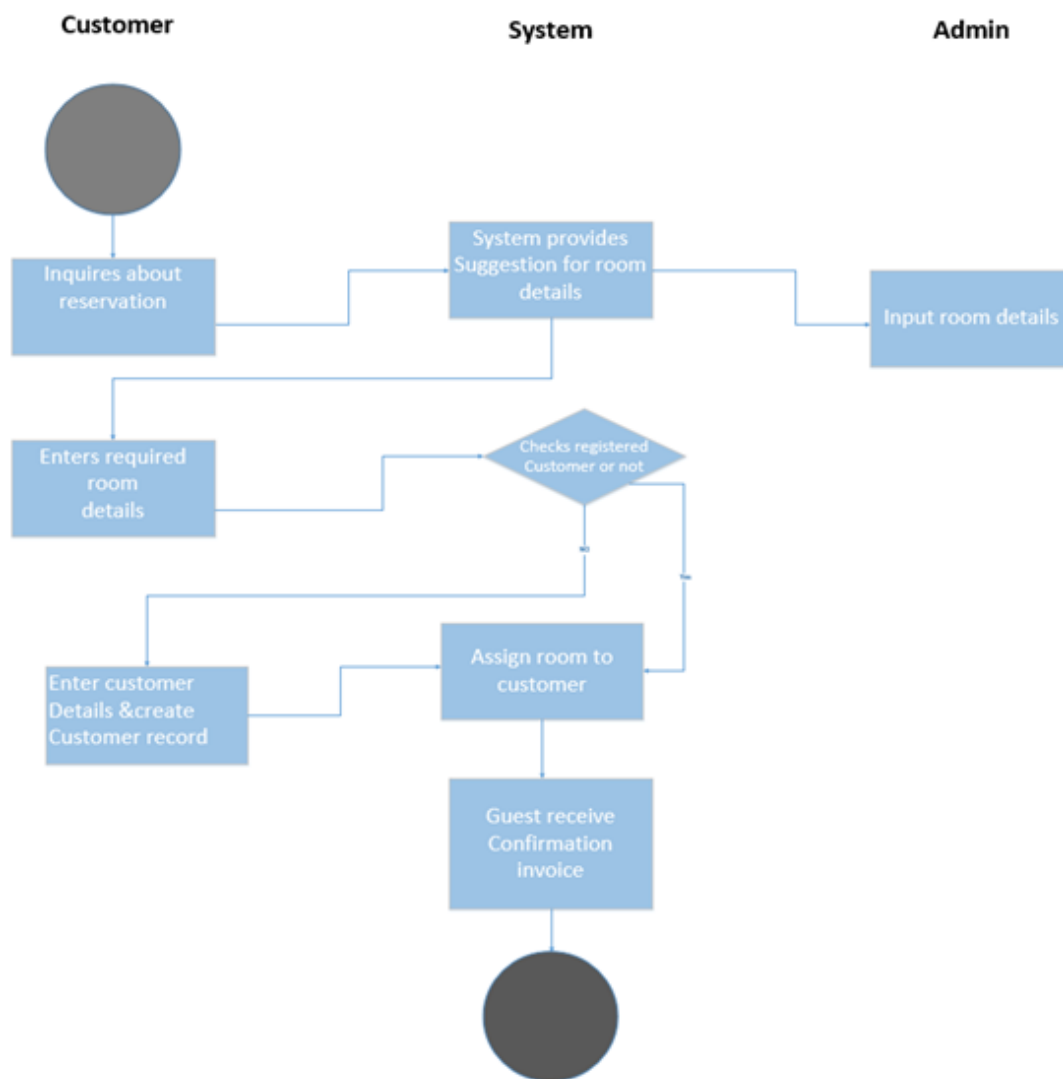 Customer
System
Admin
System provides
Suggestion for room
details
Inquires about
reservation
Input room details
Checks registered
Customer or not
Enters required
room
details
NO
Yes
Assign room to
customer
Enter customer
Details &create
Customer record
Guest receive
Confirmation
invoice